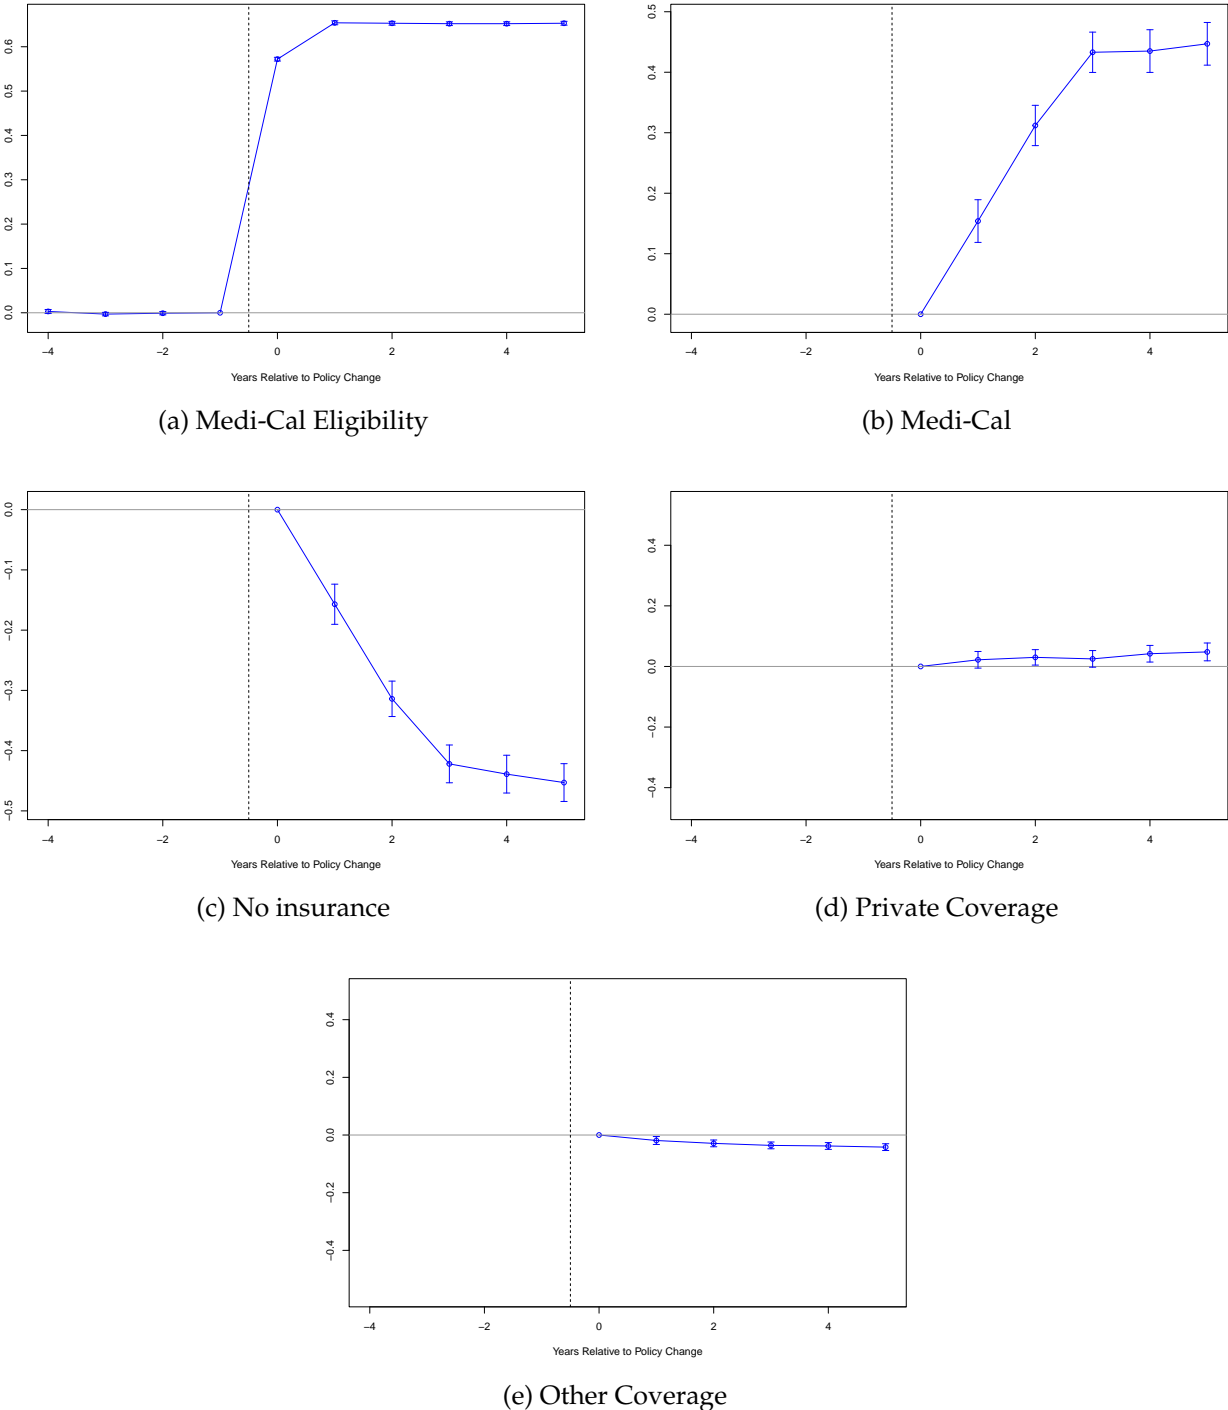 0.6
0.5
0.4
0.3
0.2
0.1
0.0
−4 −2 0 2 4
Years Relative to Policy Change
(a) Medi-Cal Eligibility
0.5
0.4
0.3
0.2
0.1
0.0
−4 −2 0 2 4
Years Relative to Policy Change
(b) Medi-Cal
0.0
−0.1
−0.2
−0.3
−0.4
−0.5
−4 −2 0 2 4
Years Relative to Policy Change
(c) No insurance
0.4
0.2
0.0
−0.2
−0.4
−4 −2 0 2 4
Years Relative to Policy Change
(d) Private Coverage
0.4
0.2
0.0
−0.2
−0.4
−4 −2 0 2 4
Years Relative to Policy Change
(e) Other Coverage